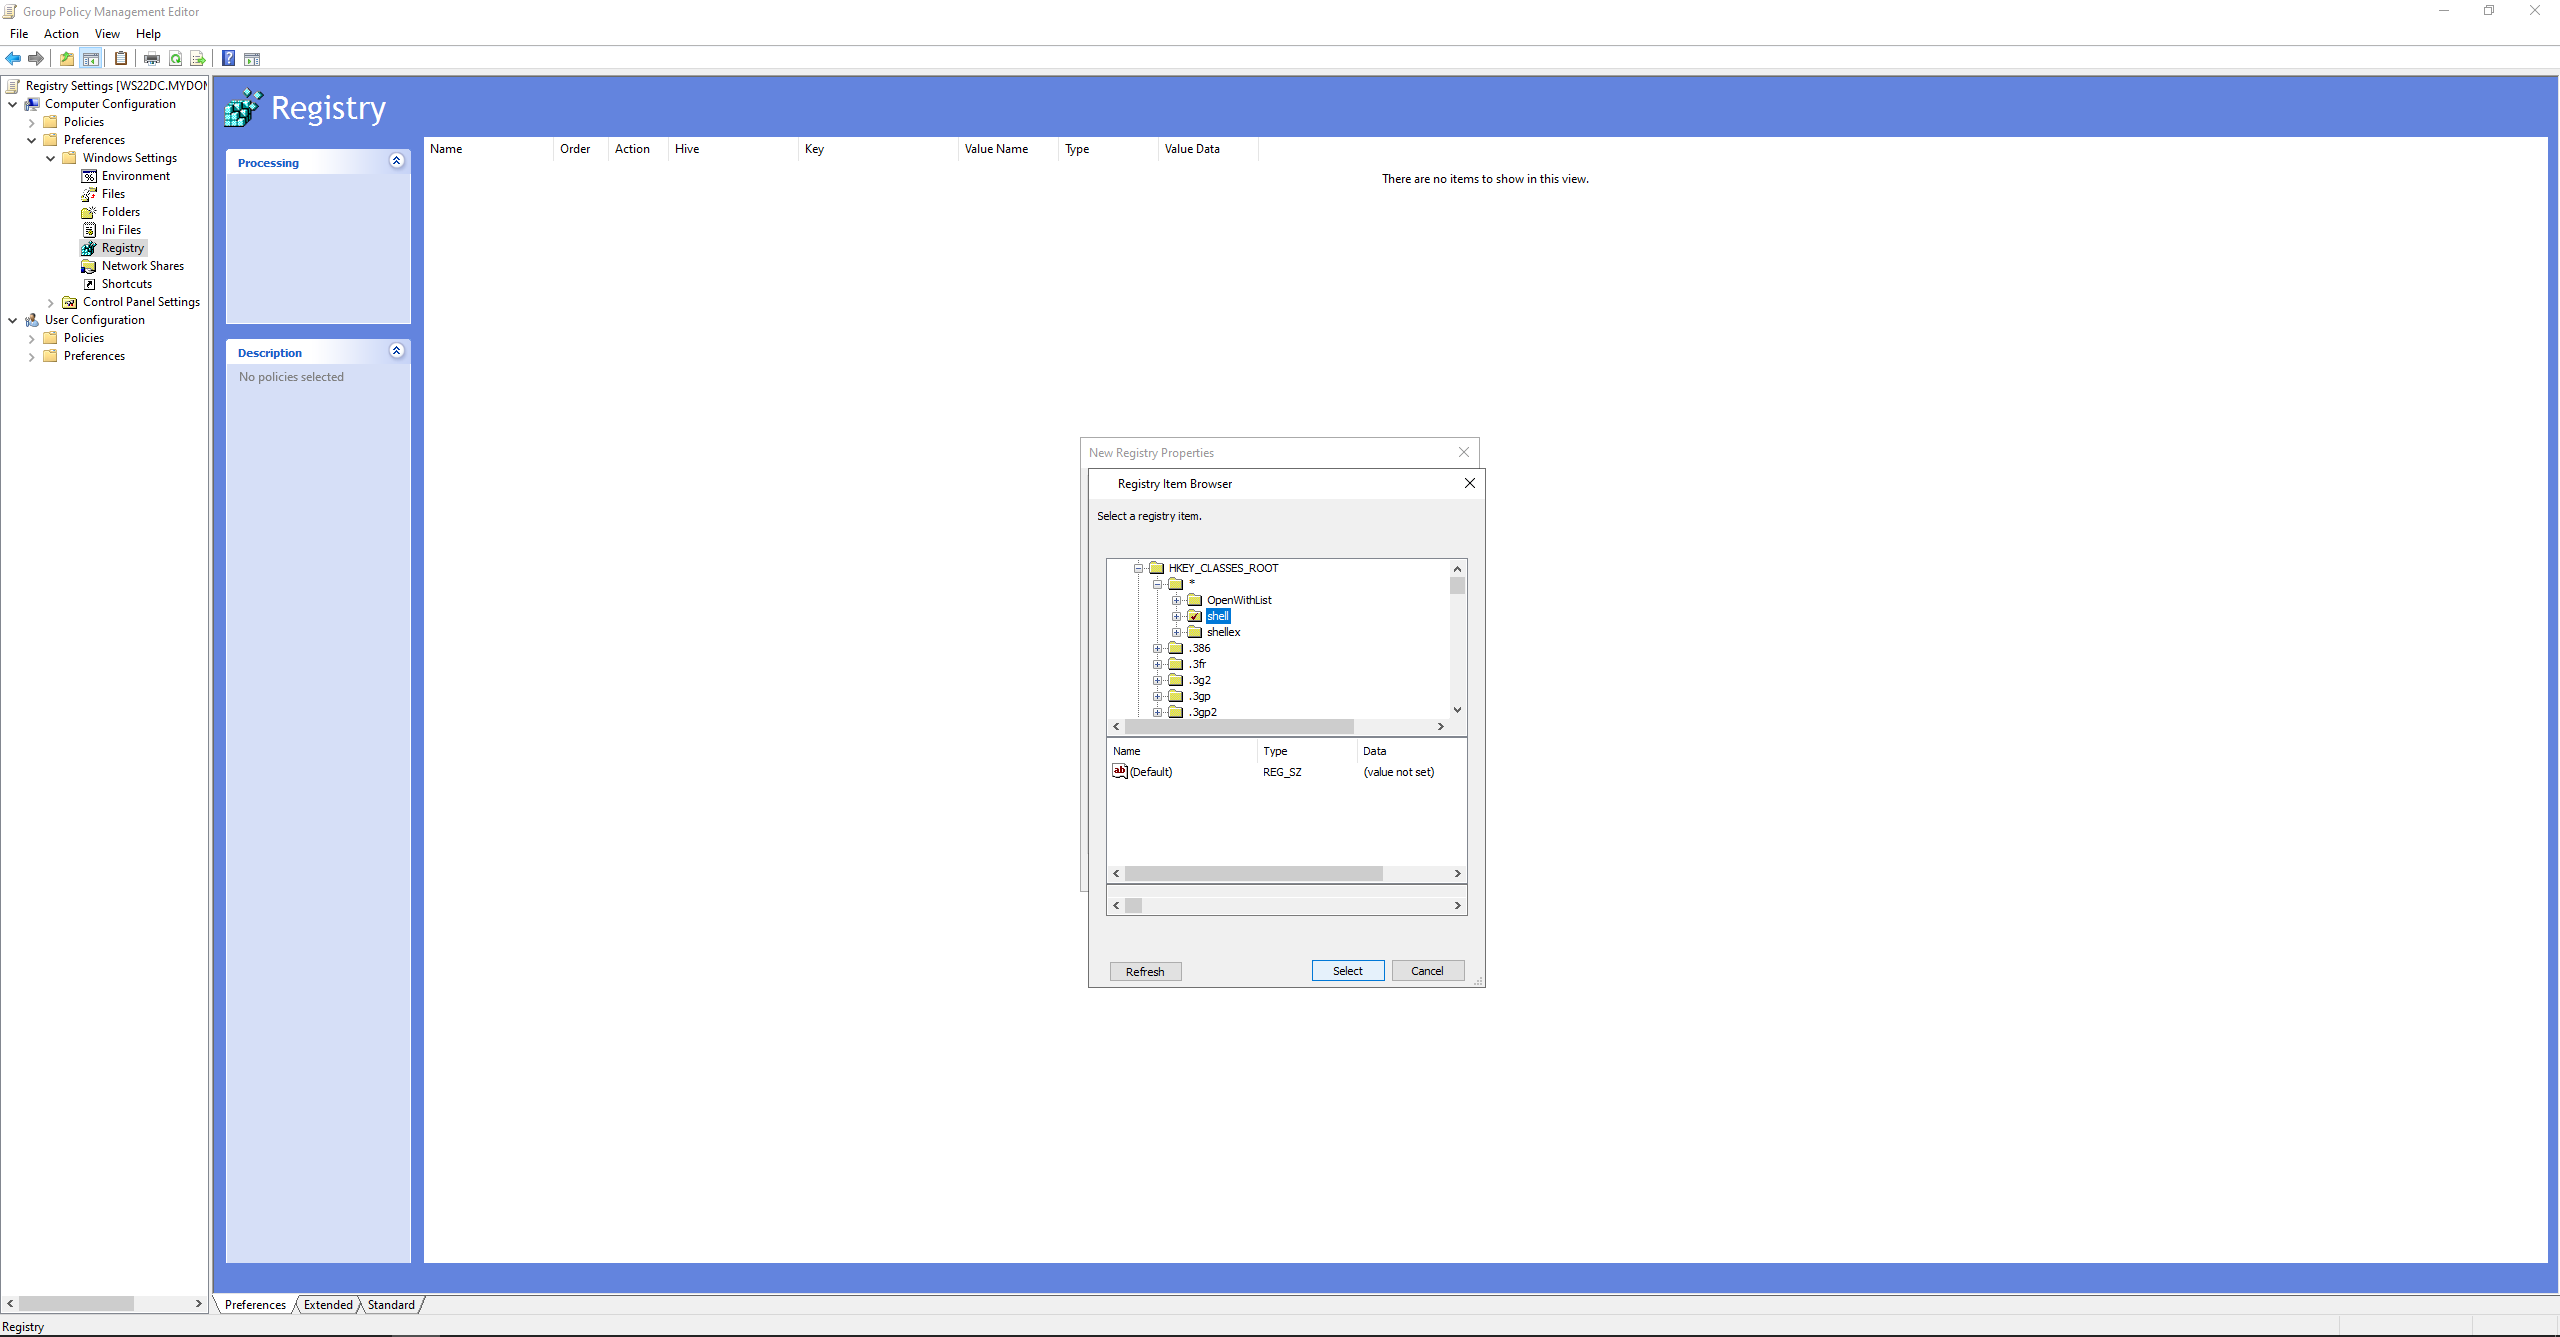 Group Policy Management Editor
File Action View Help
Registry Settings [WS22DC.MYDO
Computer Configuration
Policies
Preferences
Windows Settings
Environment
Files
Folders
Ini Files
Registry
Network Shares
Shortcuts
Control Panel Settings
User Configuration
Policies
Preferences
Registry
Processing
Description
No policies selected
Name Order Action Hive Key Value Name Type Value Data
There are no items to show in this view.
New Registry Properties
Registry Item Browser
Select a registry item.
HKEY_CLASSES_ROOT
*
OpenWithList
shell
shellex
.386
.3fr
.3g2
.3gp
.3gp2
Name Type Data
ab (Default) REG_SZ (value not set)
Refresh Select Cancel
Preferences Extended Standard
Registry